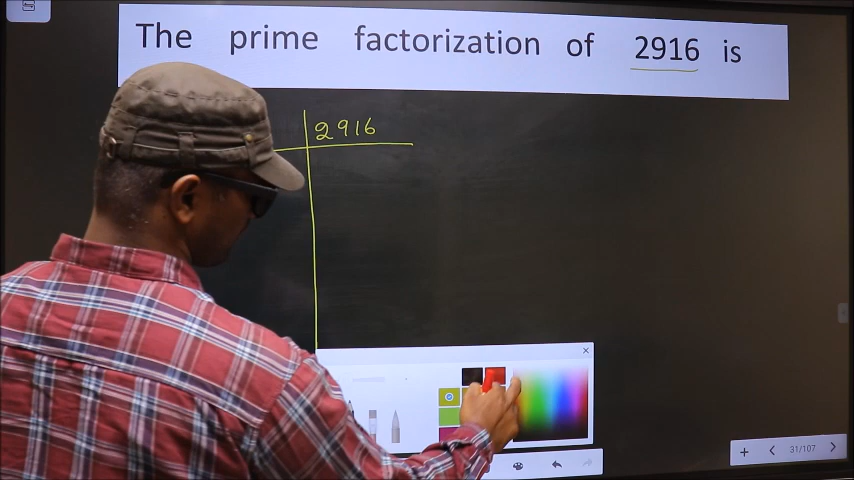 The prime factorization of 2916 is
2916
31/107